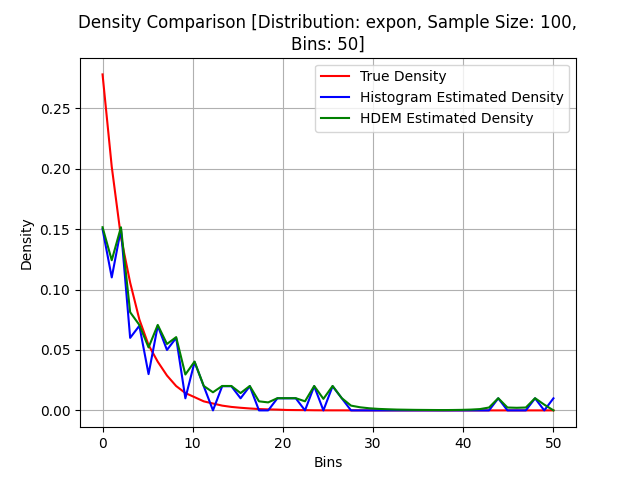 Density Comparison [Distribution: expon, Sample Size: 100,
Bins: 50]
True Density
Histogram Estimated Density
HDEM Estimated Density
Density
0.25
0.20
0.15
0.10
0.05
0.00
0 10 20 30 40 50
Bins